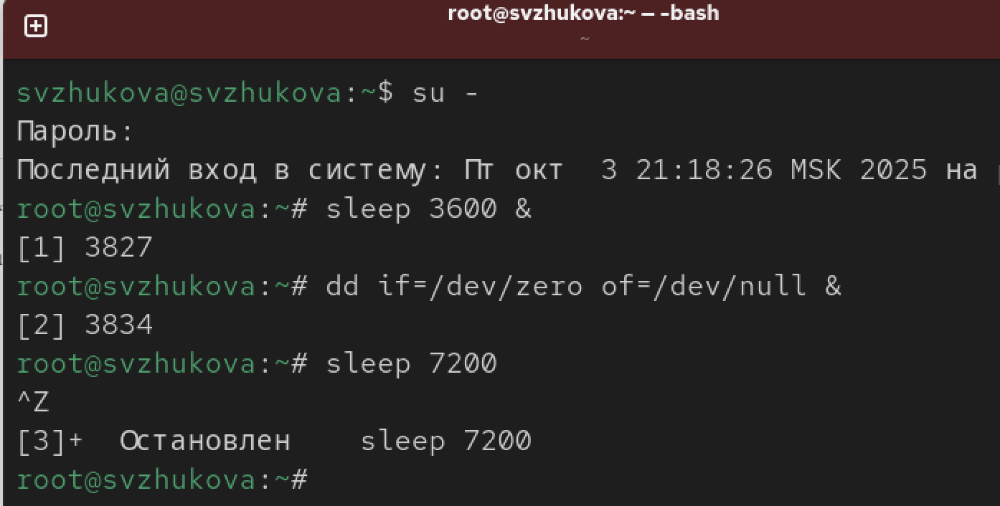 root@svzhukova:~ — -bash
~
svzhukova@svzhukova:~$ su -
Пароль:
Последний вход в систему: Пт окт  3 21:18:26 MSK 2025 на
root@svzhukova:~# sleep 3600 &
[1] 3827
root@svzhukova:~# dd if=/dev/zero of=/dev/null &
[2] 3834
root@svzhukova:~# sleep 7200
^Z
[3]+  Остановлен    sleep 7200
root@svzhukova:~#